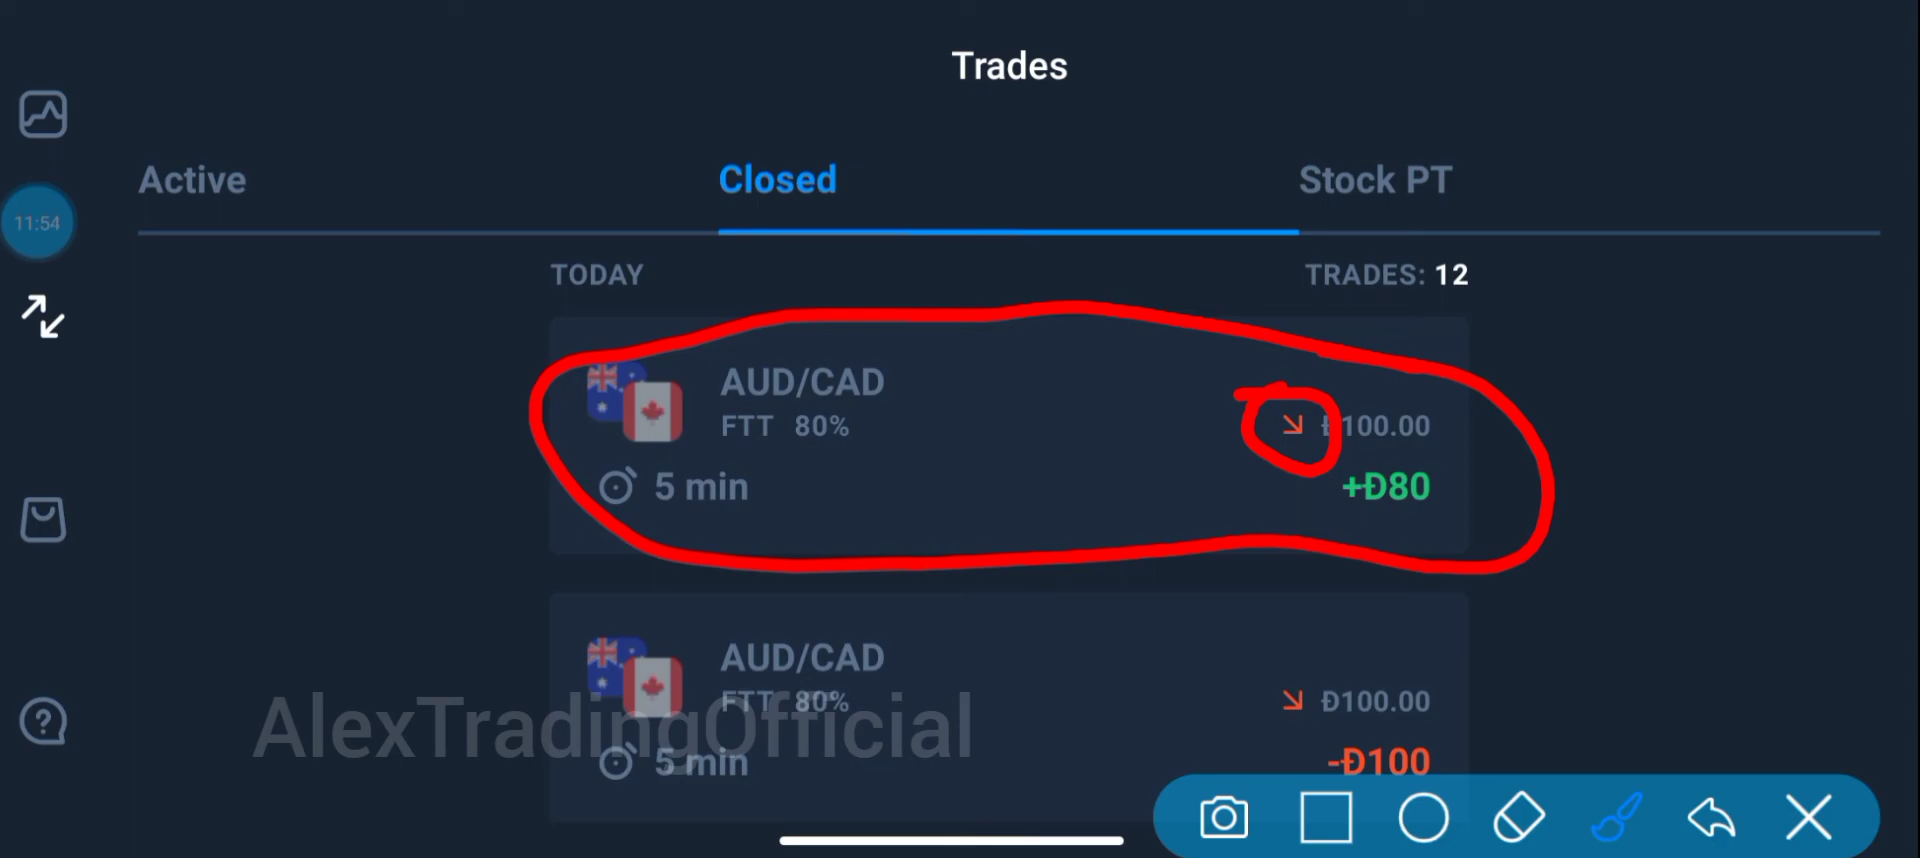 Trades
Active Closed Stock PT
11:54
TODAY TRADES: 12
AUD/CAD
FTT 80% Đ100.00
5 min +Đ80
AUD/CAD
FTT 80% Đ100.00
AlexTradingOfficial
5 min -Đ100